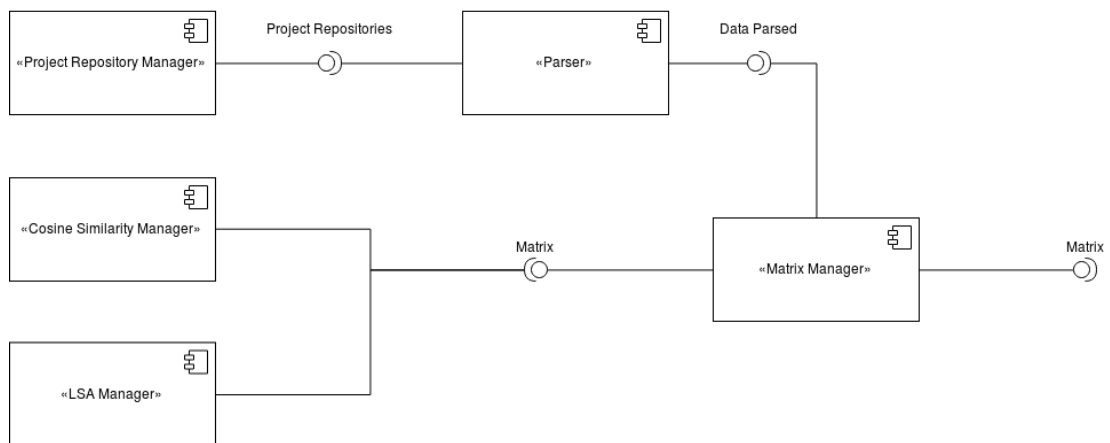 Project Repositories
Data Parsed
«Project Repository Manager»
«Parser»
«Cosine Similarity Manager»
Matrix
Matrix
«Matrix Manager»
«LSA Manager»